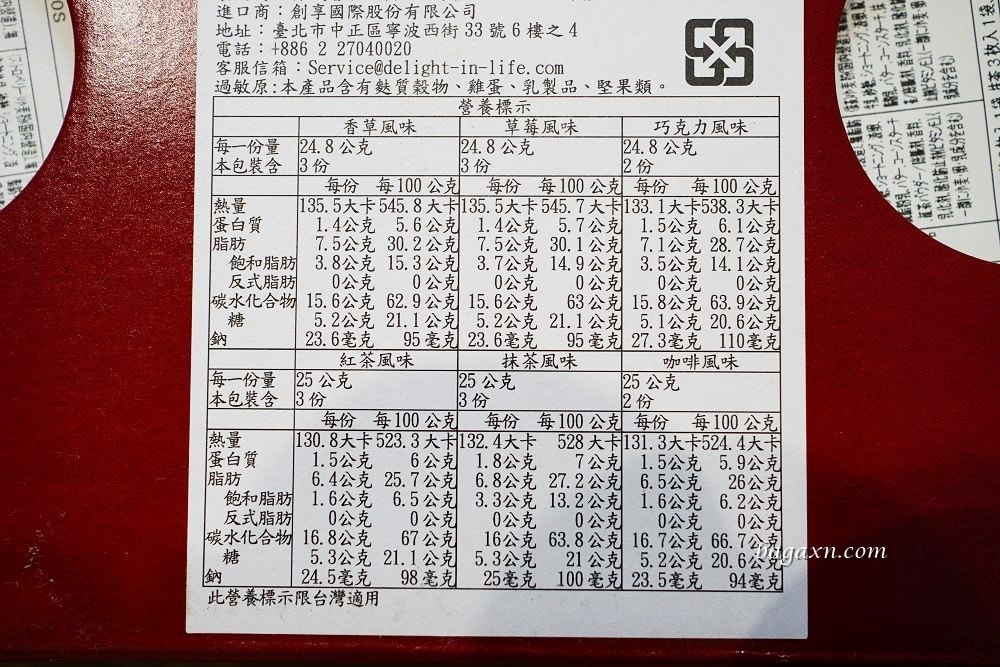 進口商：創享國際股份有限公司
地址：臺北市中正區寧波西街33號6樓之4
電話：+886 2 27040020
客服信箱：Service@delight-in-life.com
過敏原:本產品含有麩質穀物、雞蛋、乳製品、堅果類。
營養標示
香草風味 草莓風味 巧克力風味
每一份量 24.8公克 24.8公克 24.8公克
本包裝含 3份 3份 2份
每份 每100公克 每份 每100公克 每份 每100公克
熱量 135.5大卡 545.8大卡 135.5大卡 545.7大卡 133.1大卡 538.3大卡
蛋白質 1.4公克 5.6公克 1.4公克 5.7公克 1.5公克 6.1公克
脂肪 7.5公克 30.2公克 7.5公克 30.1公克 7.1公克 28.7公克
飽和脂肪 3.8公克 15.3公克 3.7公克 14.9公克 3.5公克 14.1公克
反式脂肪 0公克 0公克 0公克 0公克 0公克 0公克
碳水化合物 15.6公克 62.9公克 15.6公克 63公克 15.8公克 63.9公克
糖 5.2公克 21.1公克 5.2公克 21.1公克 5.1公克 20.6公克
鈉 23.6毫克 95毫克 23.6毫克 95毫克 27.3毫克 110毫克
紅茶風味 抹茶風味 咖啡風味
每一份量 25公克 25公克 25公克
本包裝含 3份 3份 2份
每份 每100公克 每份 每100公克 每份 每100公克
熱量 130.8大卡 523.3大卡 132.4大卡 528大卡 131.3大卡 524.4大卡
蛋白質 1.5公克 6公克 1.8公克 7公克 1.5公克 5.9公克
脂肪 6.4公克 25.7公克 6.8公克 27.2公克 6.5公克 26公克
飽和脂肪 1.6公克 6.5公克 3.3公克 13.2公克 1.6公克 6.2公克
反式脂肪 0公克 0公克 0公克 0公克 0公克 0公克
碳水化合物 16.8公克 67公克 16公克 63.8公克 16.7公克 66.7公克
糖 5.3公克 21.1公克 5.3公克 21公克 5.2公克 20.6公克
鈉 24.5毫克 98毫克 25毫克 100毫克 23.5毫克 94毫克
此營養標示限台灣適用
bugaxn.com